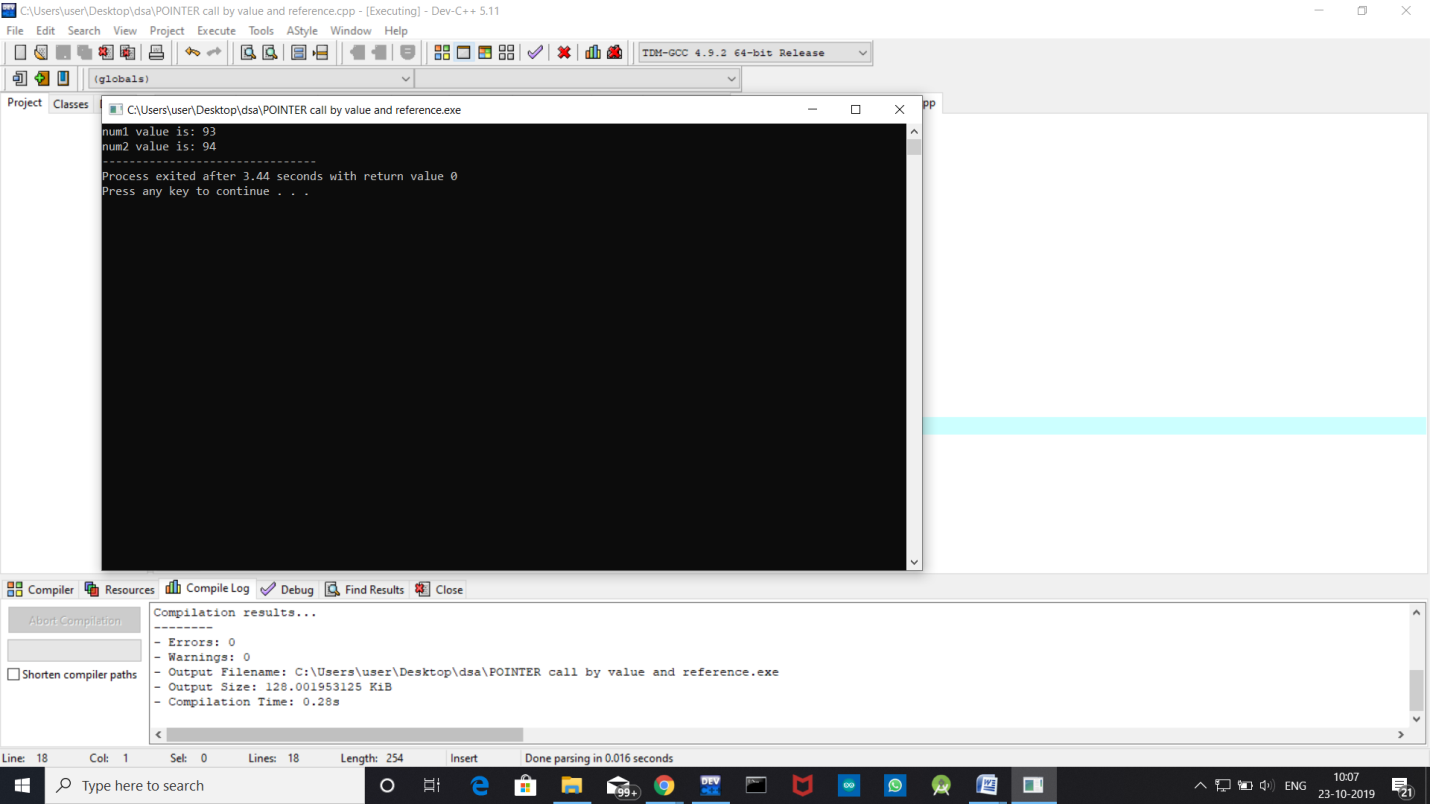 C:\Users\user\Desktop\dsa\POINTER call by value and reference.cpp - [Executing] - Dev-C++ 5.11
File Edit Search View Project Execute Tools AStyle Window Help
TDM-GCC 4.9.2 64-bit Release
(globals)
Project Classes
pp
C:\Users\user\Desktop\dsa\POINTER call by value and reference.exe
num1 value is: 93
num2 value is: 94
--------------------------------
Process exited after 3.44 seconds with return value 0
Press any key to continue . . .
Compiler Resources Compile Log Debug Find Results Close
Abort Compilation
Shorten compiler paths
Compilation results...
--------
- Errors: 0
- Warnings: 0
- Output Filename: C:\Users\user\Desktop\dsa\POINTER call by value and reference.exe
- Output Size: 128.001953125 KiB
- Compilation Time: 0.28s
Line: 18 Col: 1 Sel: 0 Lines: 18 Length: 254 Insert Done parsing in 0.016 seconds
Type here to search
99+
DEV
ENG
10:07
23-10-2019
21